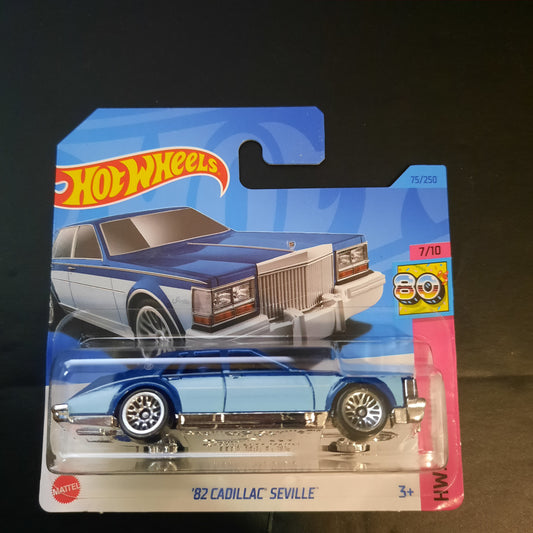 HOT WHEELS
75/250
7/10
80
HW
MATTEL
'82 CADILLAC SEVILLE
3+